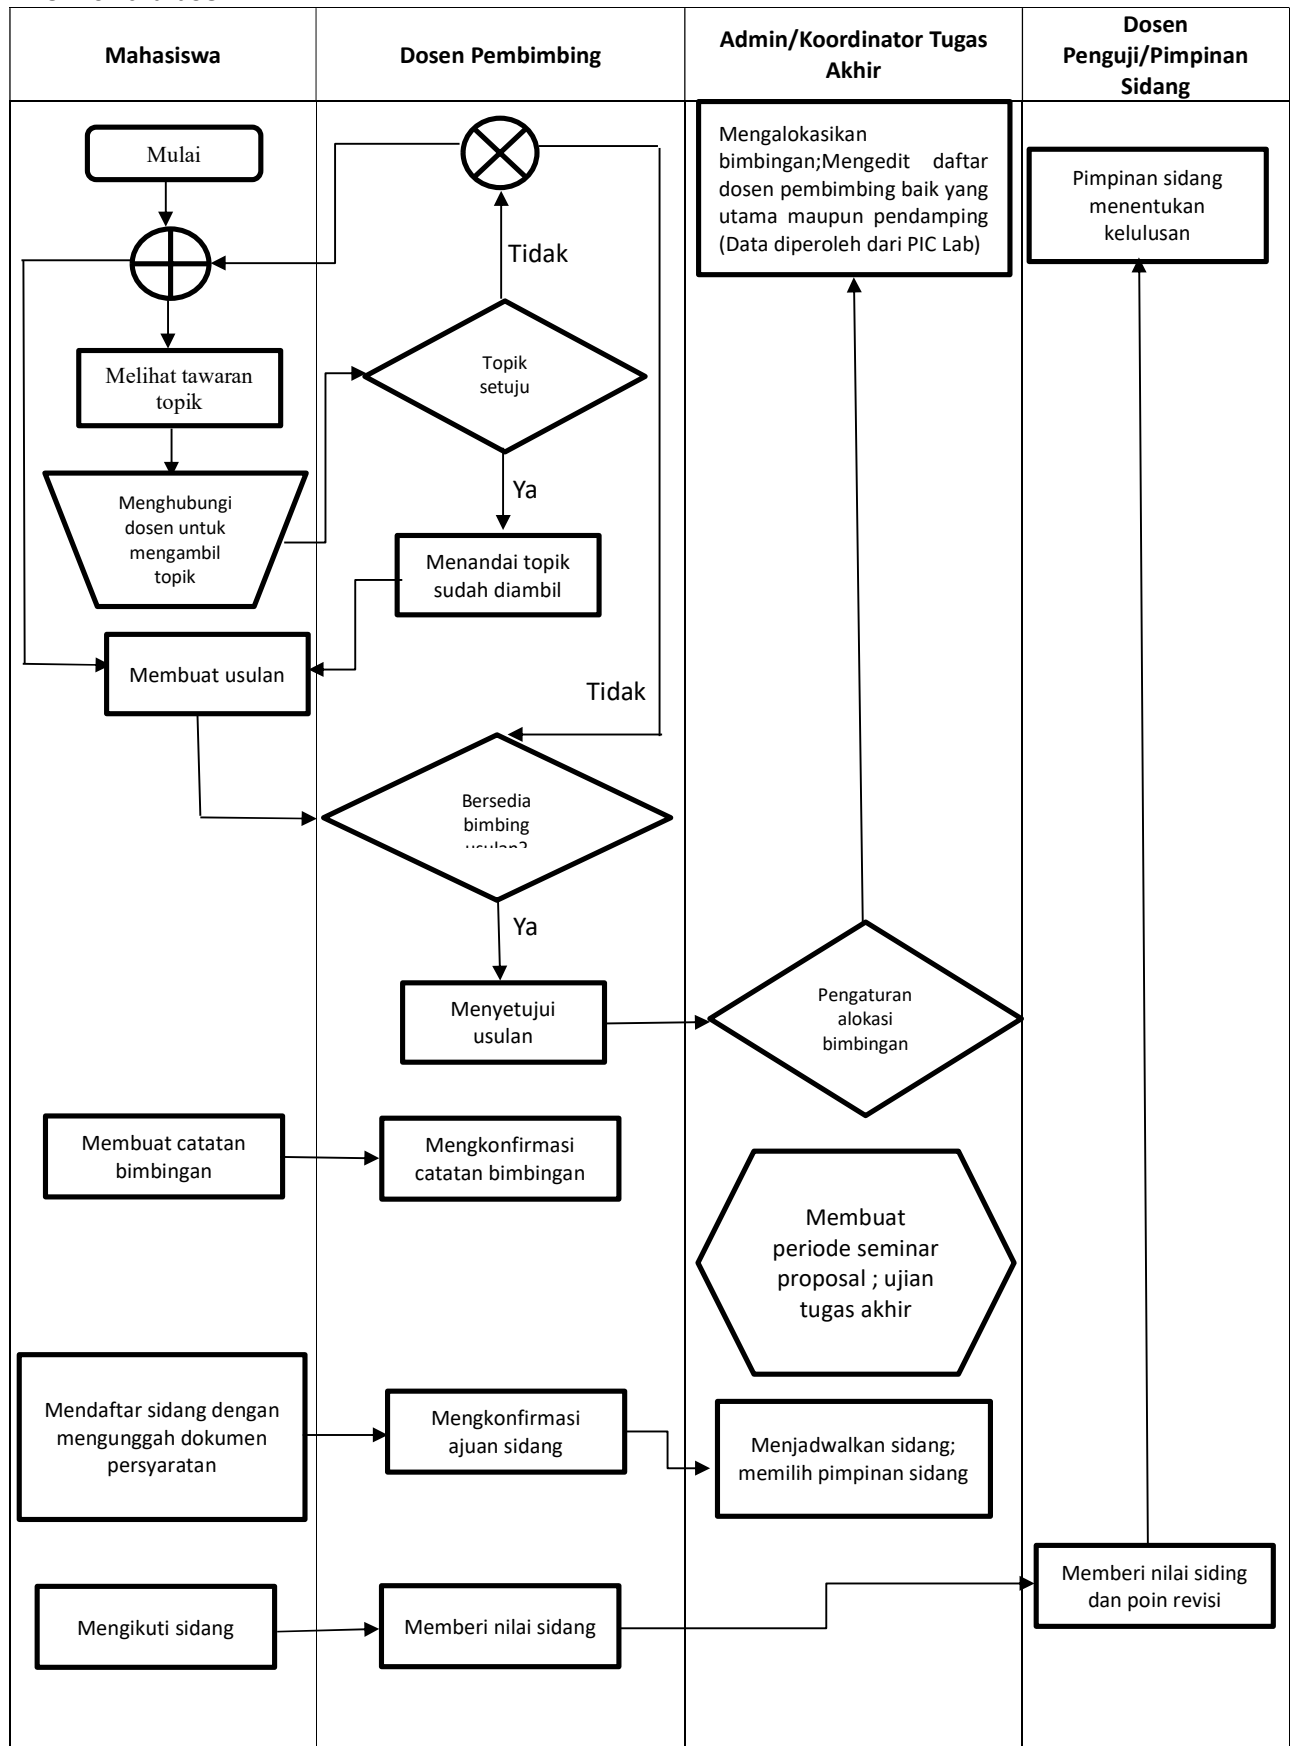 Mahasiswa
Dosen Pembimbing
Admin/Koordinator Tugas
Akhir
Dosen
Penguji/Pimpinan
Sidang
Mulai
Mengalokasikan
bimbingan;Mengedit daftar
dosen pembimbing baik yang
utama maupun pendamping
(Data diperoleh dari PIC Lab)
Pimpinan sidang
menentukan
kelulusan
Tidak
Melihat tawaran
topik
Topik
setuju
Ya
Menghubungi
dosen untuk
mengambil
topik
Menandai topik
sudah diambil
Membuat usulan
Tidak
Bersedia
bimbing
usulan?
Ya
Menyetujui
usulan
Pengaturan
alokasi
bimbingan
Membuat catatan
bimbingan
Mengkonfirmasi
catatan bimbingan
Membuat
periode seminar
proposal ; ujian
tugas akhir
Mendaftar sidang dengan
mengunggah dokumen
persyaratan
Mengkonfirmasi
ajuan sidang
Menjadwalkan sidang;
memilih pimpinan sidang
Mengikuti sidang
Memberi nilai sidang
Memberi nilai siding
dan poin revisi